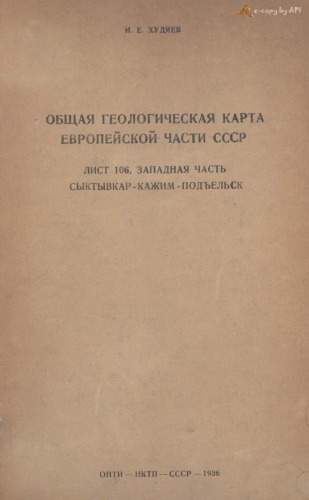 e-copy by API
И. Е. ХУДЯЕВ
ОБЩАЯ ГЕОЛОГИЧЕСКАЯ КАРТА
ЕВРОПЕЙСКОЙ ЧАСТИ СССР
ЛИСТ 106, ЗАПАДНАЯ ЧАСТЬ
СЫКТЫВКАР-КАЖИМ-ПОДЪЕЛЬСК
ОНТИ — НКТП — СССР — 1936